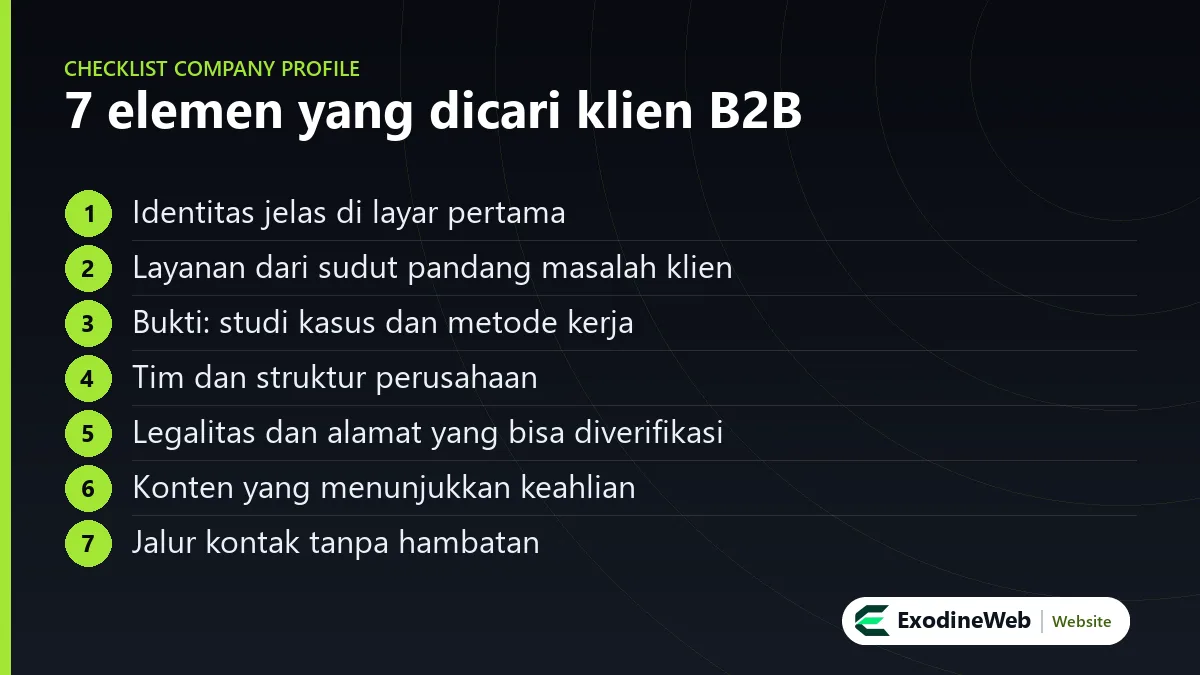 CHECKLIST COMPANY PROFILE
7 elemen yang dicari klien B2B
1 Identitas jelas di layar pertama
2 Layanan dari sudut pandang masalah klien
3 Bukti: studi kasus dan metode kerja
4 Tim dan struktur perusahaan
5 Legalitas dan alamat yang bisa diverifikasi
6 Konten yang menunjukkan keahlian
7 Jalur kontak tanpa hambatan
ExodineWeb | Website